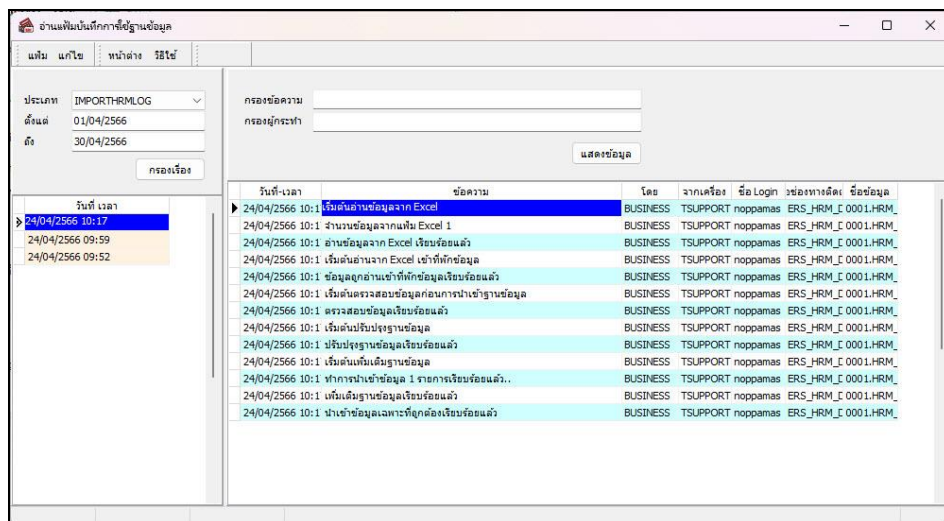 อ่านแฟ้มบันทึกการใช้ฐานข้อมูล
แฟ้ม แก้ไข หน้าต่าง วิธีใช้
ประเภท IMPORTHRMLOG
ตั้งแต่ 01/04/2566
ถึง 30/04/2566
กรองเรื่อง
กรองข้อความ
กรองผู้กระทำ
แสดงข้อมูล
วันที่ เวลา
24/04/2566 10:17
24/04/2566 09:59
24/04/2566 09:52
วันที่-เวลา ข้อความ โดย จากเครื่อง ชื่อ Login ชื่อข้อมูล
24/04/2566 10:1 เริ่มต้นอ่านข้อมูลจาก Excel BUSINESS TSUPPORT noppamas ERS_HRM_D 0001.HRM_
24/04/2566 10:1 จำนวนข้อมูลจากแฟ้ม Excel 1 BUSINESS TSUPPORT noppamas ERS_HRM_D 0001.HRM_
24/04/2566 10:1 อ่านข้อมูลจาก Excel เรียบร้อยแล้ว BUSINESS TSUPPORT noppamas ERS_HRM_D 0001.HRM_
24/04/2566 10:1 เริ่มต้นอ่านจาก Excel เข้าที่พักข้อมูล BUSINESS TSUPPORT noppamas ERS_HRM_D 0001.HRM_
24/04/2566 10:1 ข้อมูลถูกอ่านเข้าที่พักข้อมูลเรียบร้อยแล้ว BUSINESS TSUPPORT noppamas ERS_HRM_D 0001.HRM_
24/04/2566 10:1 เริ่มต้นตรวจสอบข้อมูลก่อนการนำเข้าฐานข้อมูล BUSINESS TSUPPORT noppamas ERS_HRM_D 0001.HRM_
24/04/2566 10:1 ตรวจสอบข้อมูลเรียบร้อยแล้ว BUSINESS TSUPPORT noppamas ERS_HRM_D 0001.HRM_
24/04/2566 10:1 เริ่มต้นปรับปรุงฐานข้อมูล BUSINESS TSUPPORT noppamas ERS_HRM_D 0001.HRM_
24/04/2566 10:1 ปรับปรุงฐานข้อมูลเรียบร้อยแล้ว BUSINESS TSUPPORT noppamas ERS_HRM_D 0001.HRM_
24/04/2566 10:1 เริ่มต้นเพิ่มเติมฐานข้อมูล BUSINESS TSUPPORT noppamas ERS_HRM_D 0001.HRM_
24/04/2566 10:1 ทำการนำเข้าข้อมูล 1 รายการเรียบร้อยแล้ว.. BUSINESS TSUPPORT noppamas ERS_HRM_D 0001.HRM_
24/04/2566 10:1 เพิ่มเติมฐานข้อมูลเรียบร้อยแล้ว BUSINESS TSUPPORT noppamas ERS_HRM_D 0001.HRM_
24/04/2566 10:1 นำเข้าข้อมูลเฉพาะที่ถูกต้องเรียบร้อยแล้ว BUSINESS TSUPPORT noppamas ERS_HRM_D 0001.HRM_